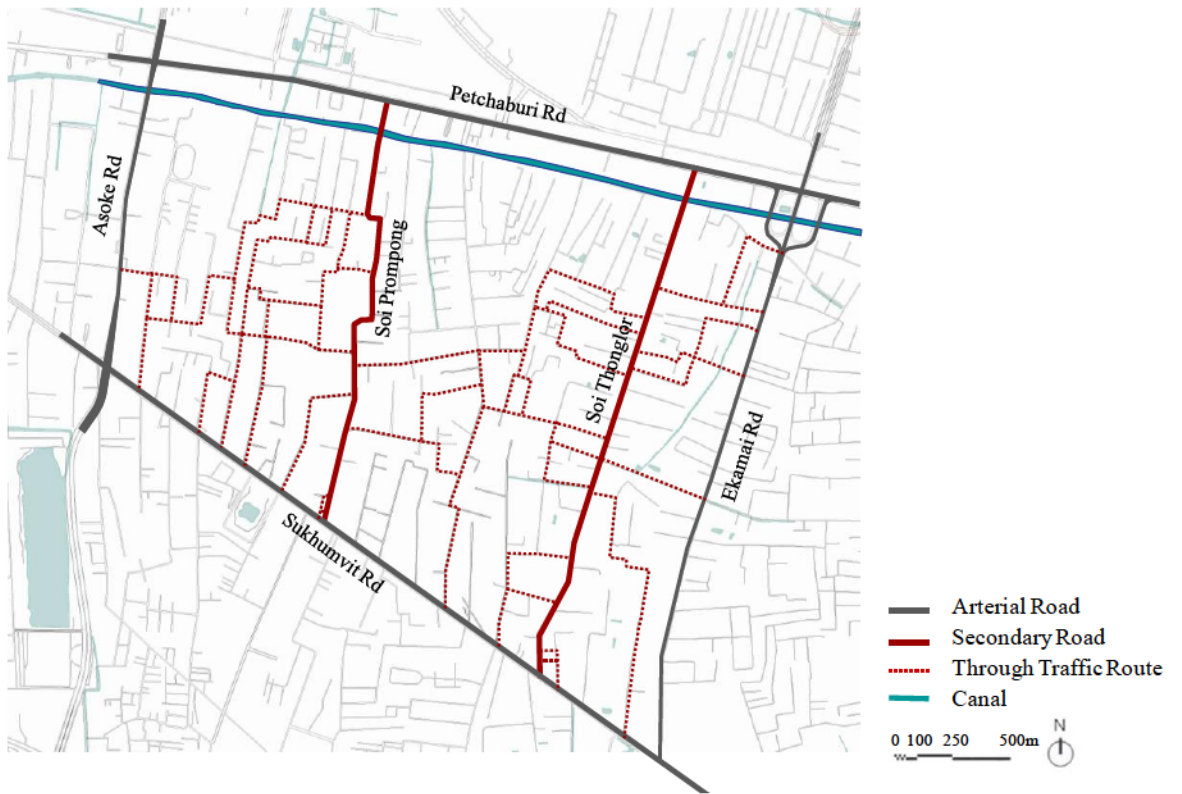 Petchaburi Rd
Asoke Rd
Soi Prompong
Soi Thonglor
Ekamai Rd
Sukhumvit Rd
Arterial Road
Secondary Road
Through Traffic Route
Canal
0 100 250 500m
N